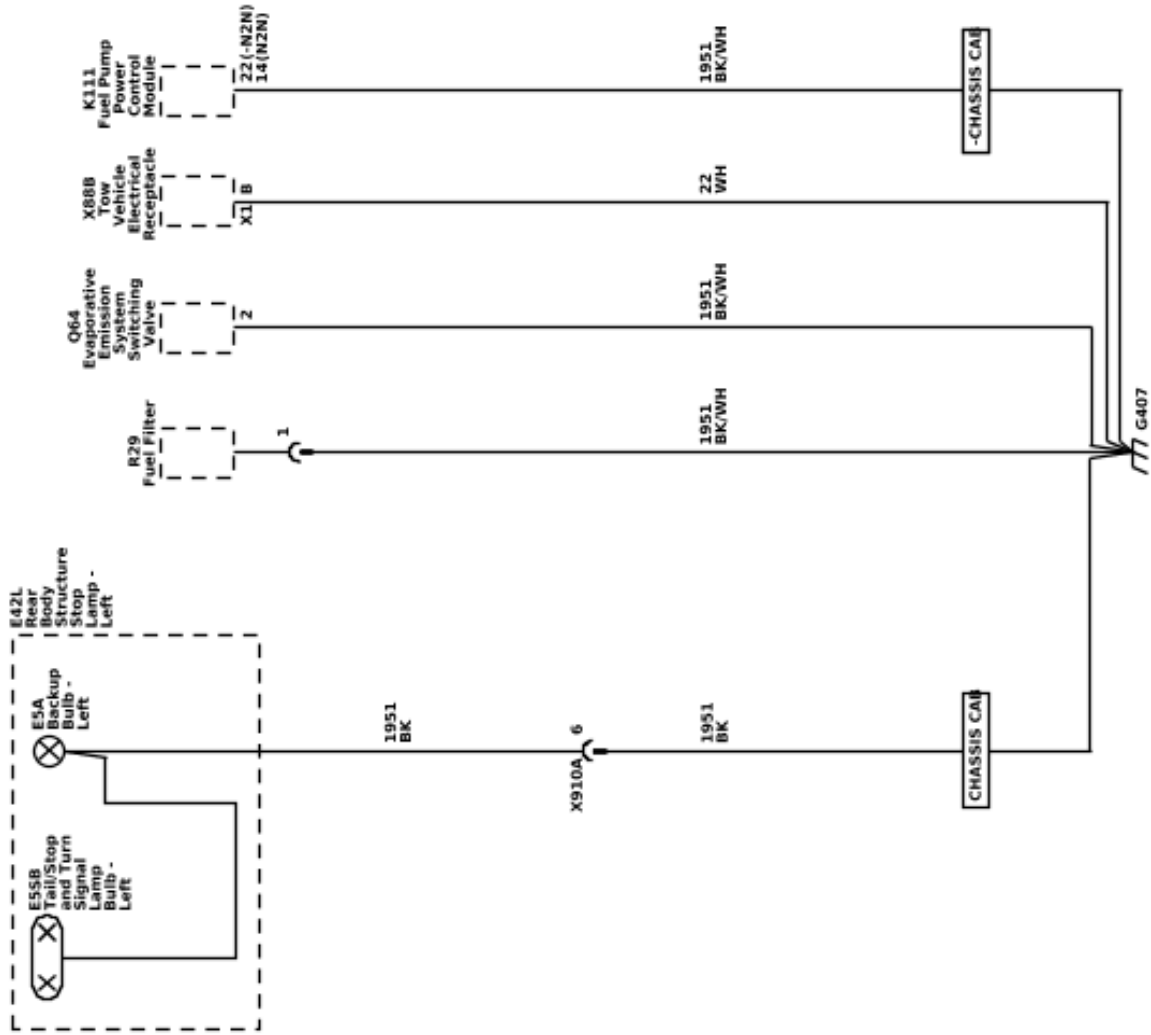 E42L
Rear
Body
Structure
Stop
Lamp -
Left
E5SB
Tail/Stop
and Turn
Signal
Lamp
Bulb -
Left
E5A
Backup
Bulb -
Left
1951
BK
X910A
6
1951
BK
CHASSIS CAB
R29
Fuel Filter
1
1951
BK/WH
Q64
Evaporative
Emission
System
Switching
Valve
2
1951
BK/WH
X88B
Tow
Vehicle
Electrical
Receptacle
X1
B
22
WH
K111
Fuel Pump
Power
Control
Module
22(-N2N)
14(N2N)
1951
BK/WH
-CHASSIS CAB
G407